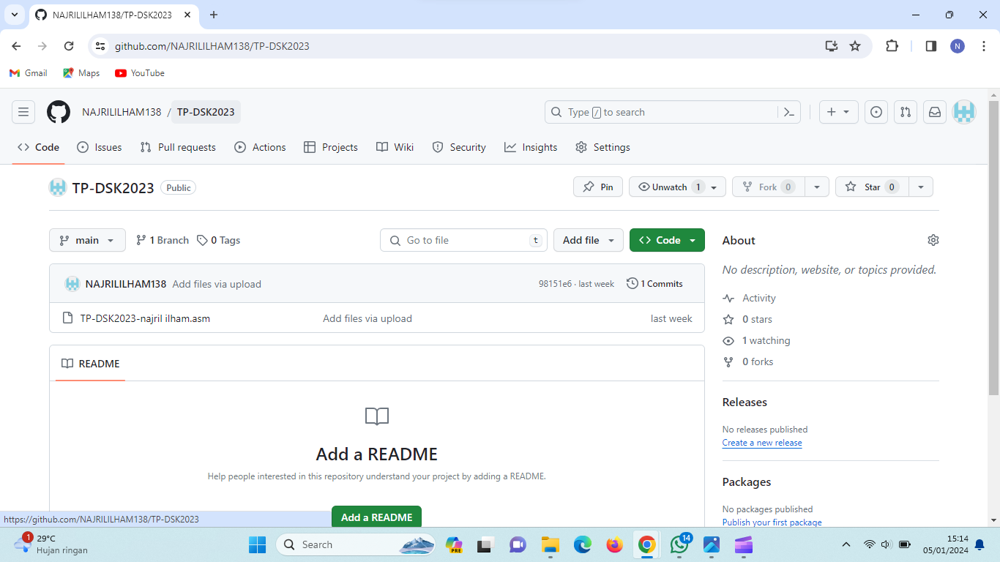 NAJRILILHAM138/TP-DSK2023
github.com/NAJRILILHAM138/TP-DSK2023
N
Gmail Maps YouTube
NAJRILILHAM138 / TP-DSK2023 Type / to search
Code Issues Pull requests Actions Projects Wiki Security Insights Settings
TP-DSK2023 Public Pin Unwatch 1 Fork 0 Star 0
main 1 Branch 0 Tags Go to file t Add file Code
NAJRILILHAM138 Add files via upload 98151e6 · last week 1 Commits
TP-DSK2023-najril ilham.asm Add files via upload last week
README
Add a README
Help people interested in this repository understand your project by adding a README.
Add a README
About
No description, website, or topics provided.
Activity
0 stars
1 watching
0 forks
Releases
No releases published
Create a new release
Packages
No packages published
Publish your first package
https://github.com/NAJRILILHAM138/TP-DSK2023
1 29°C
Hujan ringan
Search
PRE
14
15:14
05/01/2024